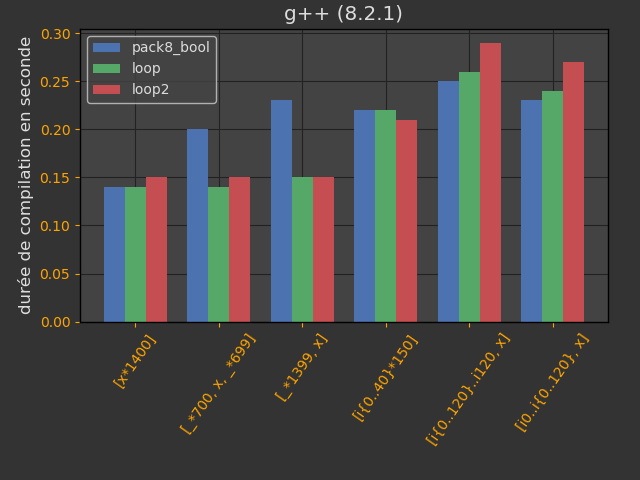 g++ (8.2.1)
durée de compilation en seconde
0.30
0.25
0.20
0.15
0.10
0.05
0.00
pack8_bool
loop
loop2
[x*1400]
[_*700, x, _*699]
[_*1399, x]
[i{0..40}*150]
[i{0..120}..i120, x]
[i0..i{0..120}, x]